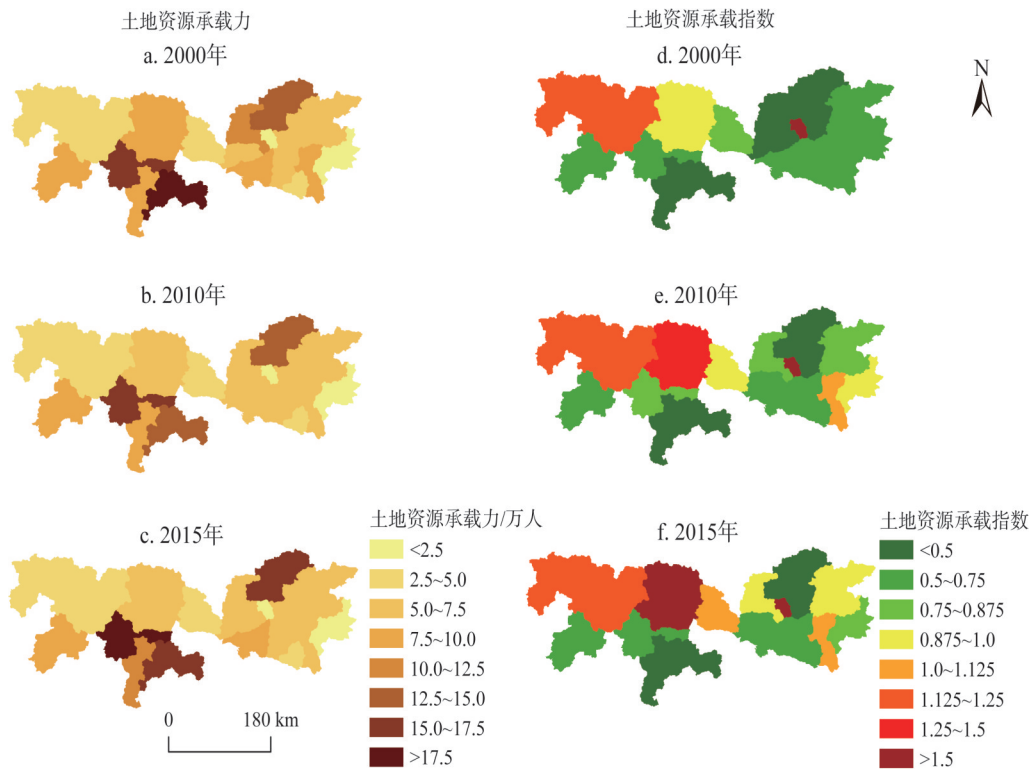 土地资源承载力
土地资源承载指数
a. 2000年
d. 2000年
N
b. 2010年
e. 2010年
c. 2015年
f. 2015年
土地资源承载力/万人
<2.5
2.5~5.0
5.0~7.5
7.5~10.0
10.0~12.5
12.5~15.0
15.0~17.5
>17.5
0 180 km
土地资源承载指数
<0.5
0.5~0.75
0.75~0.875
0.875~1.0
1.0~1.125
1.125~1.25
1.25~1.5
>1.5